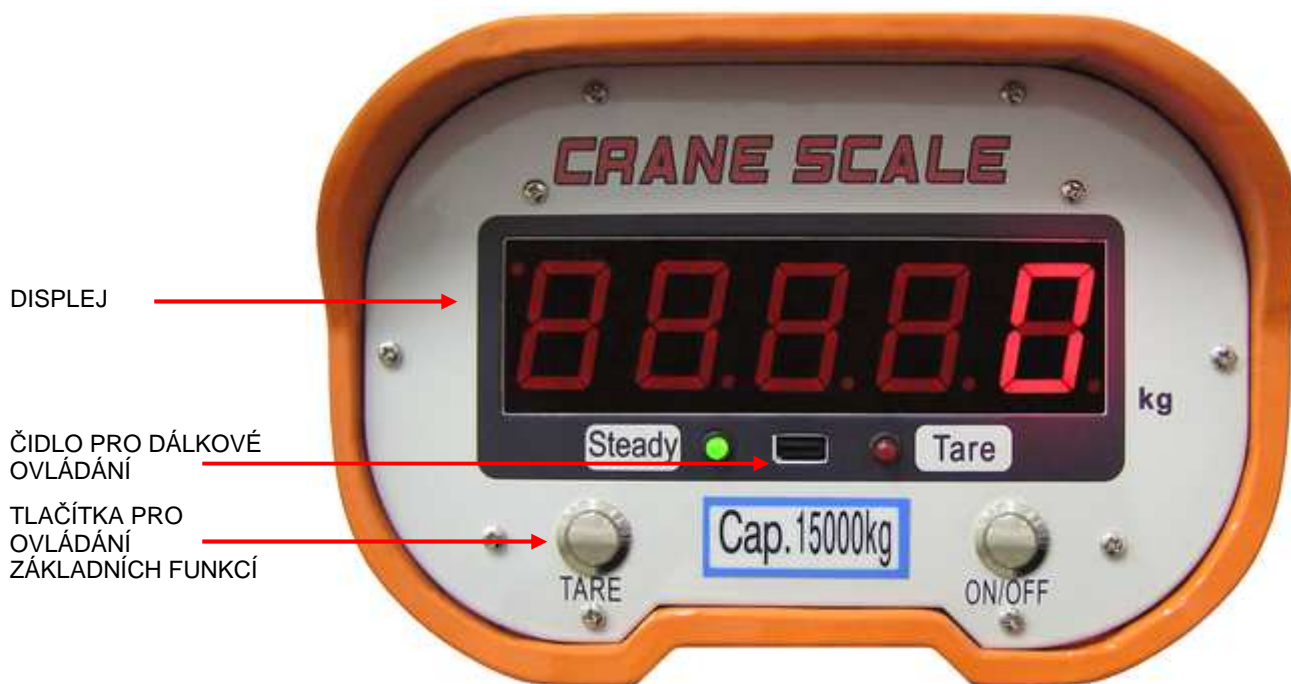 CRANE SCALE
DISPLEJ
0
kg
ČIDLO PRO DÁLKOVÉ
OVLÁDÁNÍ
Steady
Tare
TLAČÍTKA PRO
OVLÁDÁNÍ
ZÁKLADNÍCH FUNKCÍ
Cap.15000kg
TARE
ON/OFF